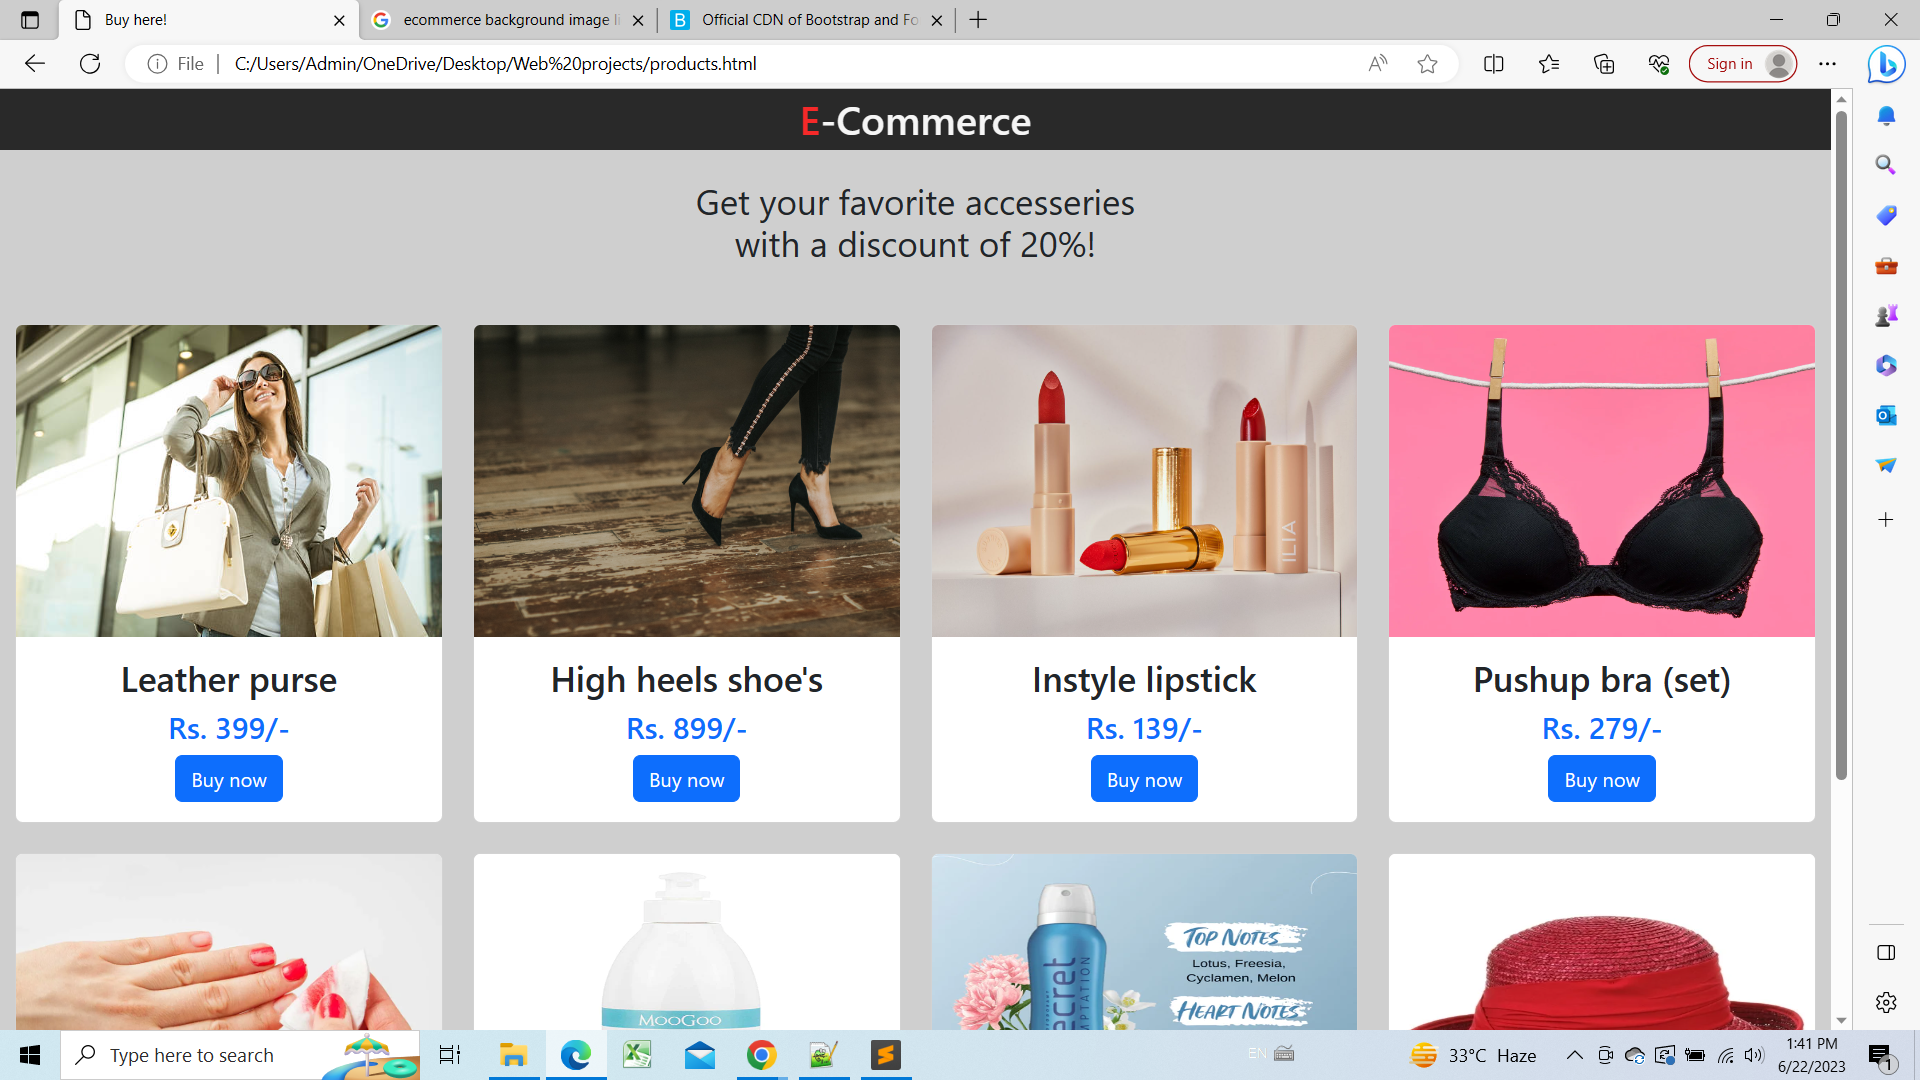 Buy here!
ecommerce background image li
B
Official CDN of Bootstrap and Fo
File
C:/Users/Admin/OneDrive/Desktop/Web%20projects/products.html
Sign in
E-Commerce
Get your favorite accesseries
with a discount of 20%!
ILIA
Leather purse
High heels shoe's
Instyle lipstick
Pushup bra (set)
Rs. 399/-
Rs. 899/-
Rs. 139/-
Rs. 279/-
Buy now
Buy now
Buy now
Buy now
MooGoo
TOP NOTES
Lotus, Freesia,
Cyclamen, Melon
HEART NOTES
ecret
Type here to search
EN
33°C Haze
1:41 PM
6/22/2023
1